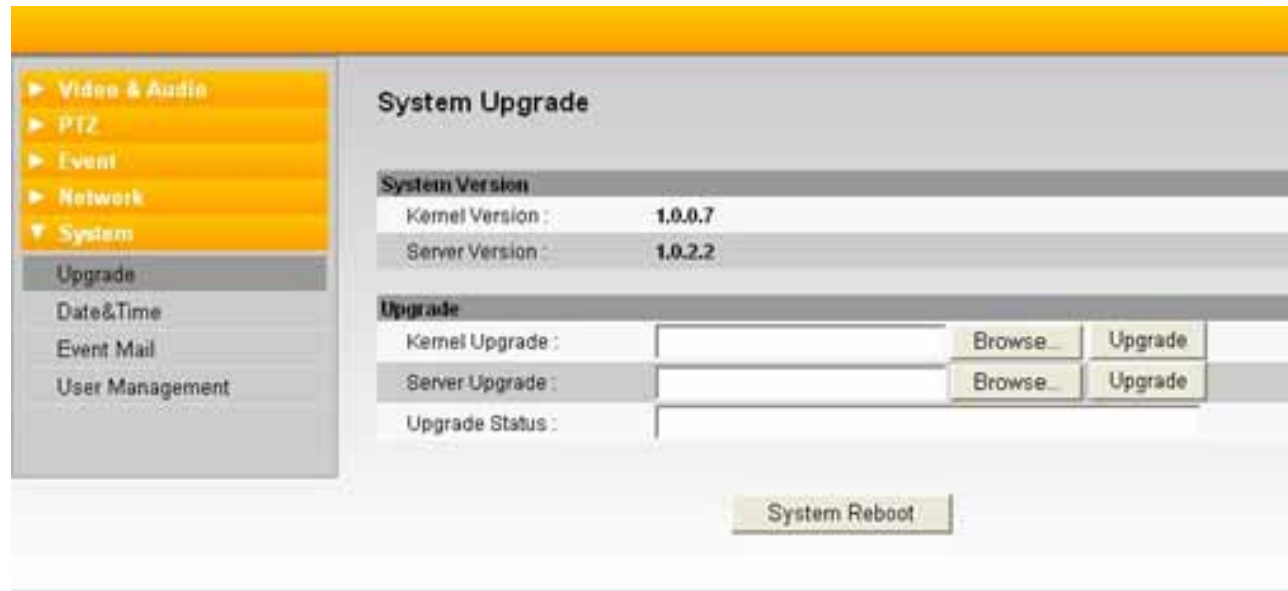 Video & Audio
PTZ
Event
Network
System
Upgrade
Date&Time
Event Mail
User Management
System Upgrade
System Version
Kernel Version : 1.0.0.7
Server Version : 1.0.2.2
Upgrade
Kernel Upgrade : Browse... Upgrade
Server Upgrade : Browse... Upgrade
Upgrade Status :
System Reboot